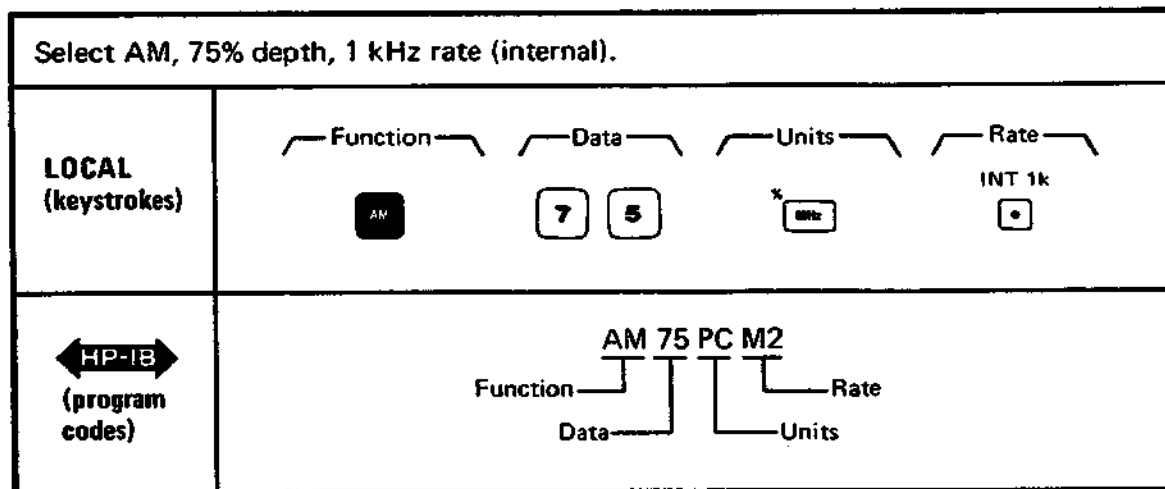 Select AM, 75% depth, 1 kHz rate (internal).
LOCAL
(keystrokes)
Function Data Units Rate
INT 1k
AM 7 5 % MHz
HP-IB
(program
codes)
AM 75 PC M2
Function Rate
Data Units